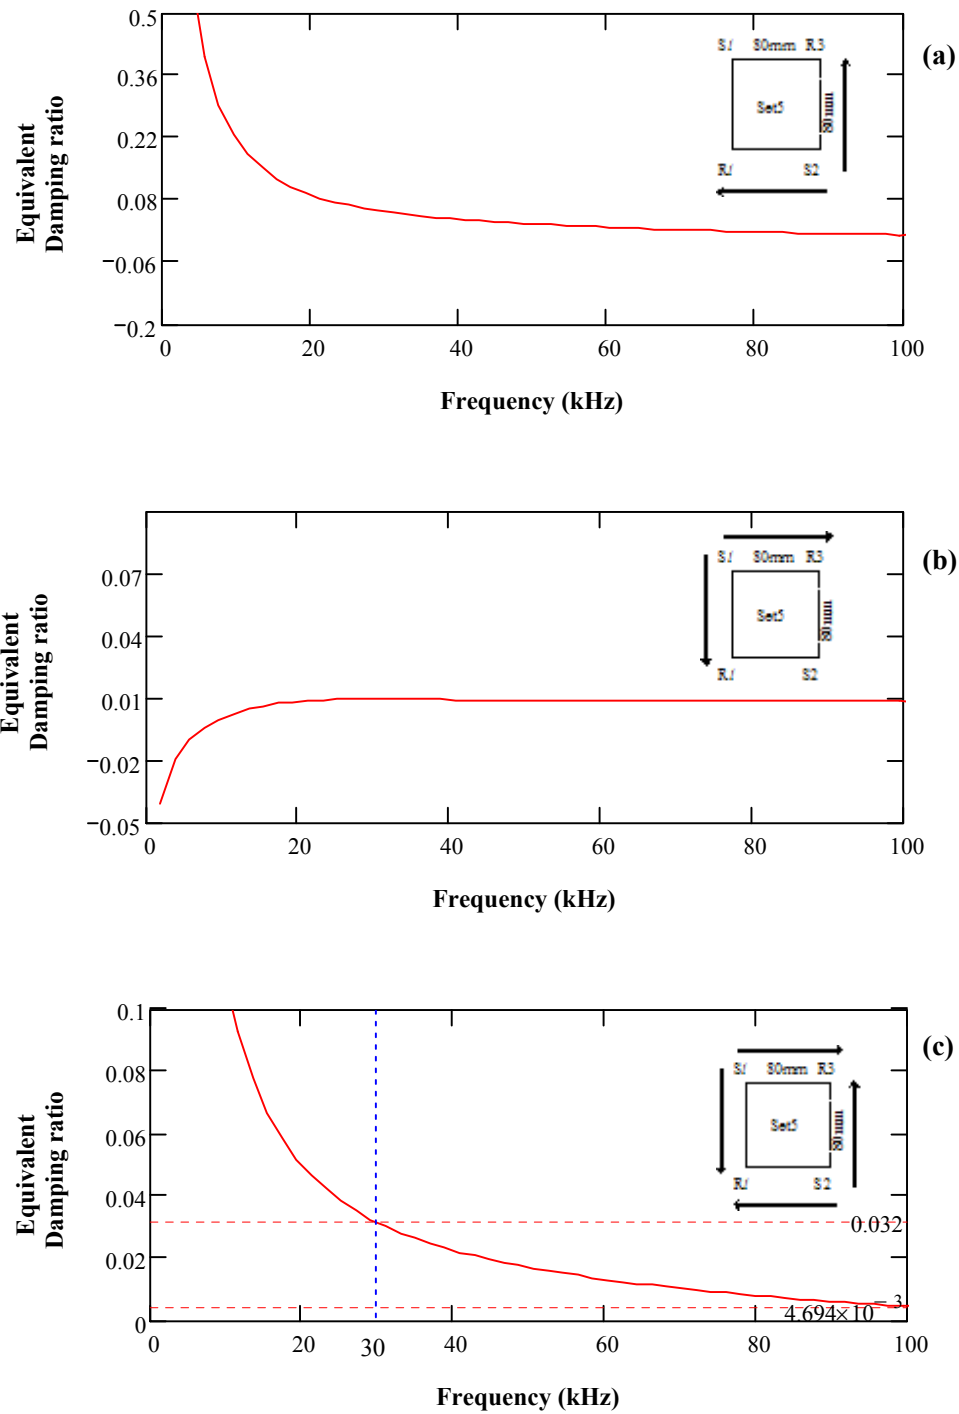 0.5
S1 80mm R3
(a)
0.36
80mm
Set5
0.22
Equivalent
Damping ratio
R1 S2
0.08
−0.06
−0.2
0 20 40 60 80 100
Frequency (kHz)
S1 80mm R3
(b)
0.07
80mm
Set5
0.04
Equivalent
Damping ratio
R1 S2
0.01
−0.02
−0.05
0 20 40 60 80 100
Frequency (kHz)
0.1
(c)
S1 80mm R3
0.08
80mm
Set5
0.06
Equivalent
Damping ratio
R1 S2
0.04
0.032
0.02
4.694×10−3
0
0 20 30 40 60 80 100
Frequency (kHz)